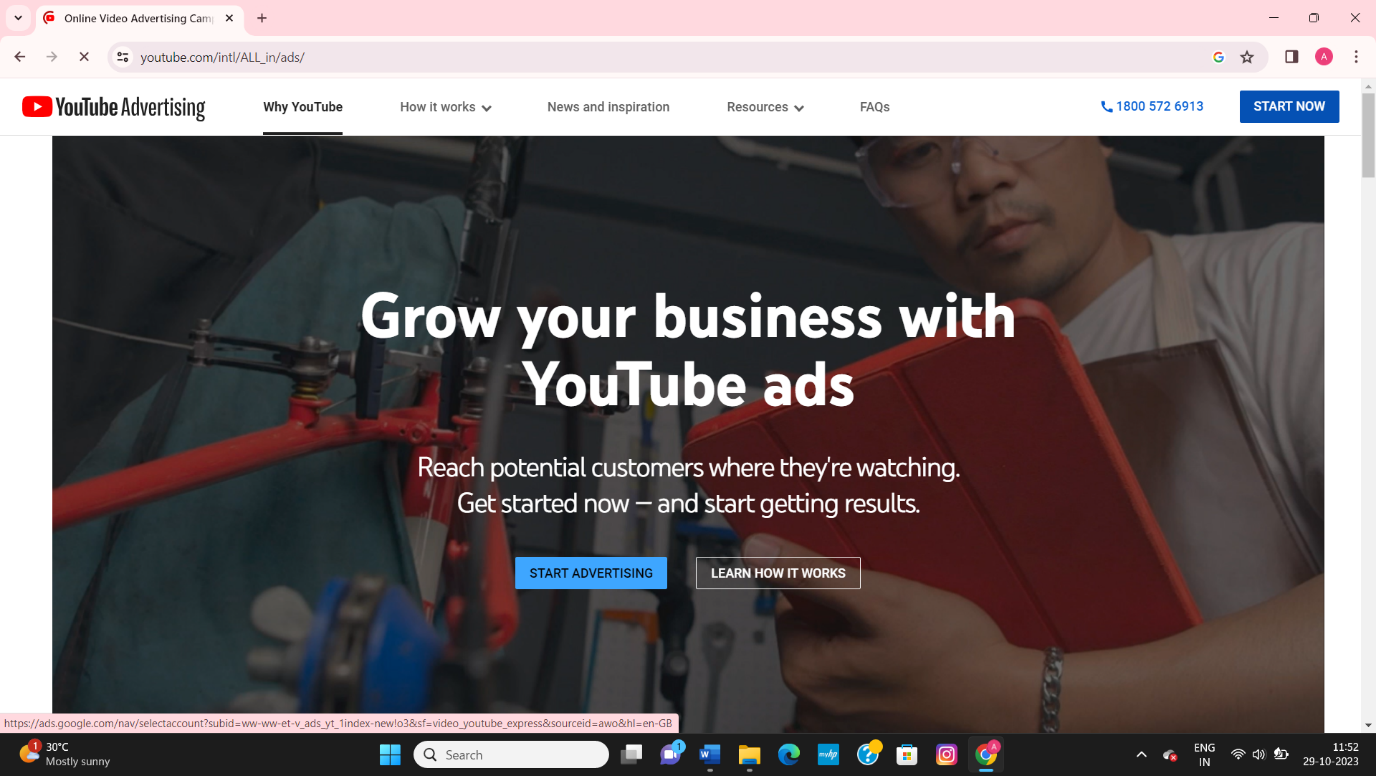 Online Video Advertising Cam
youtube.com/intl/ALL_in/ads/
A
YouTube Advertising
Why YouTube
How it works
News and inspiration
Resources
FAQs
1800 572 6913
START NOW
Grow your business with
YouTube ads
Reach potential customers where they're watching.
Get started now — and start getting results.
START ADVERTISING
LEARN HOW IT WORKS
https://ads.google.com/nav/selectaccount?subid=ww-ww-et-v_ads_yt_1index-new!o3&sf=video_youtube_express&sourceid=awo&hl=en-GB
1
30°C
Mostly sunny
Search
1
W
myhp
A
ENG
IN
11:52
29-10-2023